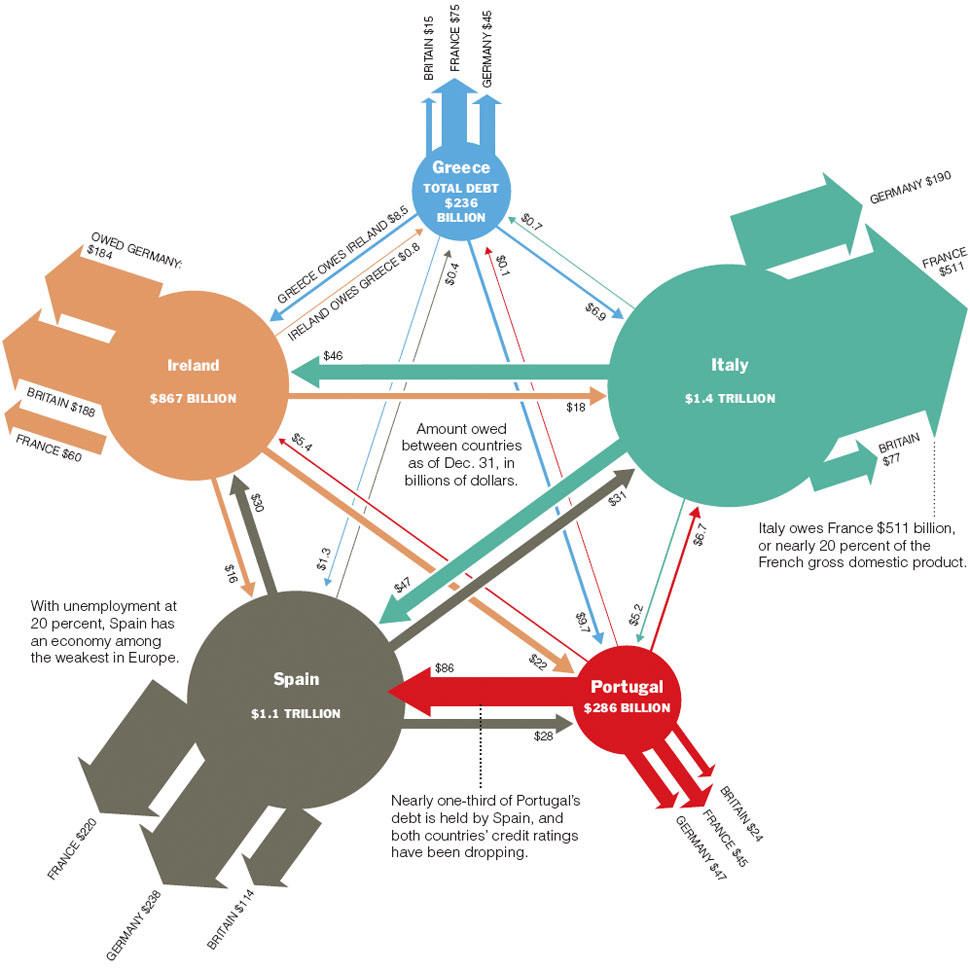 BRITAIN $15
FRANCE $75
GERMANY $45
Greece
TOTAL DEBT
$236
BILLION
GERMANY $190
FRANCE
$511
$0.7
GREECE OWES IRELAND $8.5
IRELAND OWES GREECE $0.8
$0.4
$0.1
$6.9
OWED GERMANY:
$184
Ireland
$867 BILLION
BRITAIN $188
FRANCE $60
$46
$18
Italy
$1.4 TRILLION
BRITAIN
$77
Amount owed
between countries
as of Dec. 31, in
billions of dollars.
$5.4
$30
$31
$16
$1.3
$47
$6.7
$5.2
$9.7
$22
Italy owes France $511 billion,
or nearly 20 percent of the
French gross domestic product.
With unemployment at
20 percent, Spain has
an economy among
the weakest in Europe.
Spain
$1.1 TRILLION
$86
$28
Portugal
$286 BILLION
Nearly one-third of Portugal's
debt is held by Spain, and
both countries' credit ratings
have been dropping.
FRANCE $220
GERMANY $238
BRITAIN $114
BRITAIN $24
FRANCE $45
GERMANY $47